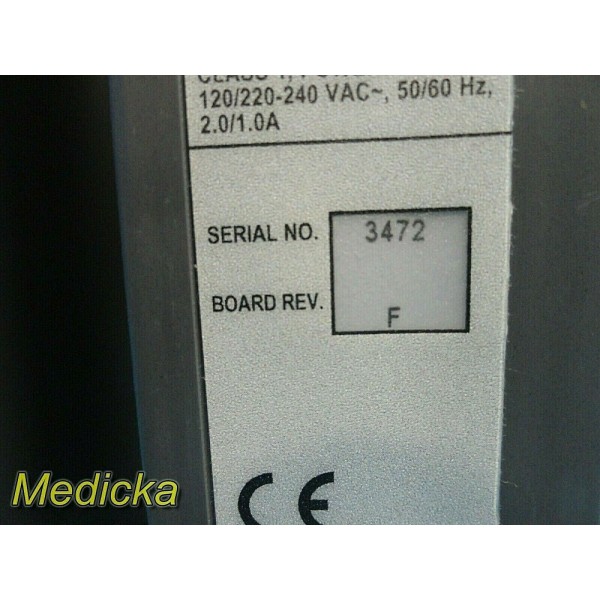 120/220-240 VAC~, 50/60 Hz,
2.0/1.0A
SERIAL NO. 3472
BOARD REV. F
CE
Medicka